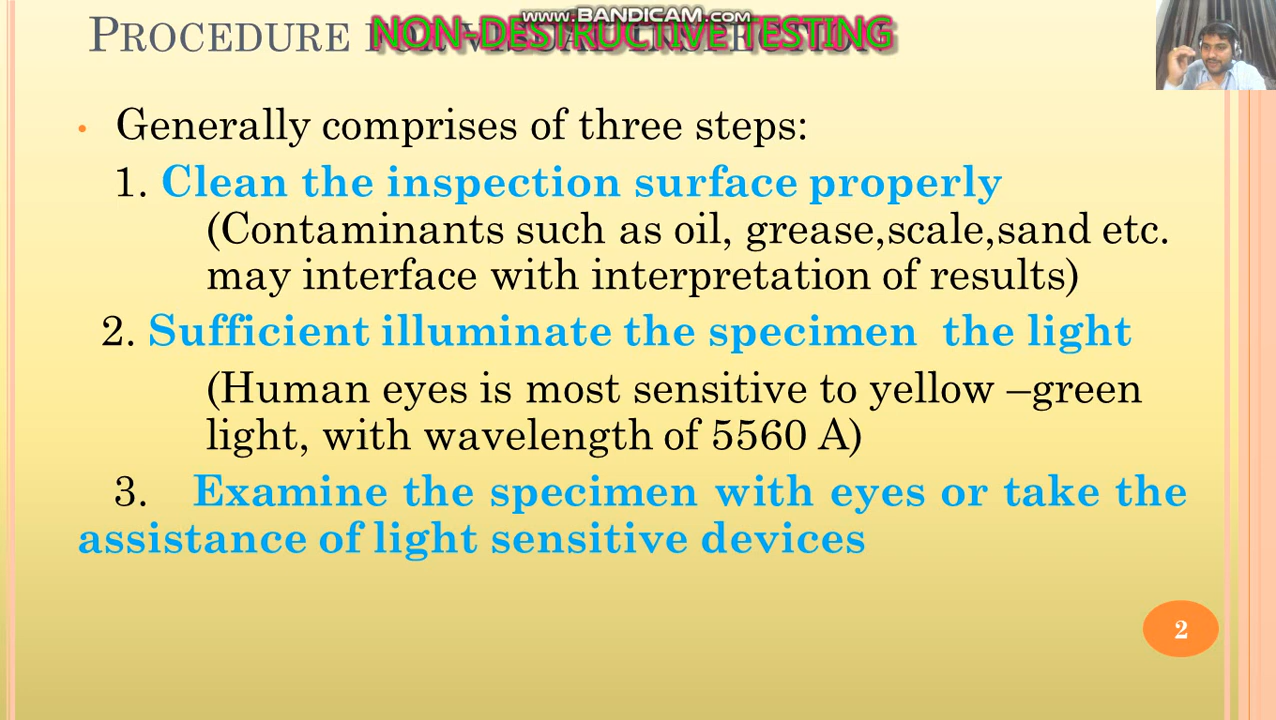 www.BANDICAM.com
PROCEDURE
NON-DESTRUCTIVE TESTING
• Generally comprises of three steps:
1. Clean the inspection surface properly
(Contaminants such as oil, grease,scale,sand etc.
may interface with interpretation of results)
2. Sufficient illuminate the specimen the light
(Human eyes is most sensitive to yellow –green
light, with wavelength of 5560 A)
3. Examine the specimen with eyes or take the
assistance of light sensitive devices
2